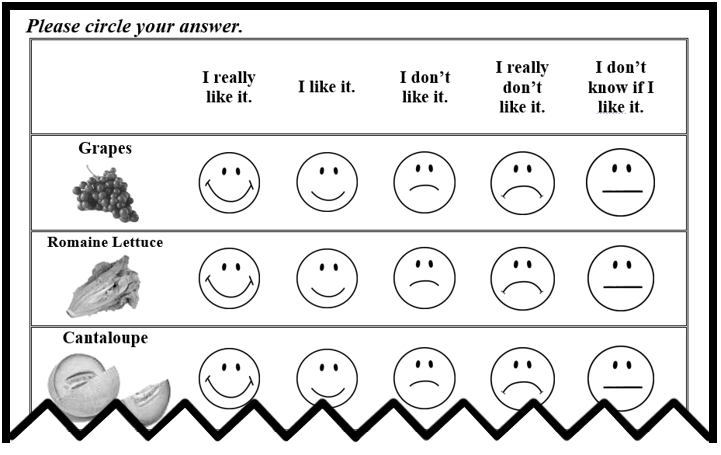 Please circle your answer.
I really
like it.
I like it.
I don't
like it.
I really
don't
like it.
I don't
know if I
like it.
Grapes
Romaine Lettuce
Cantaloupe